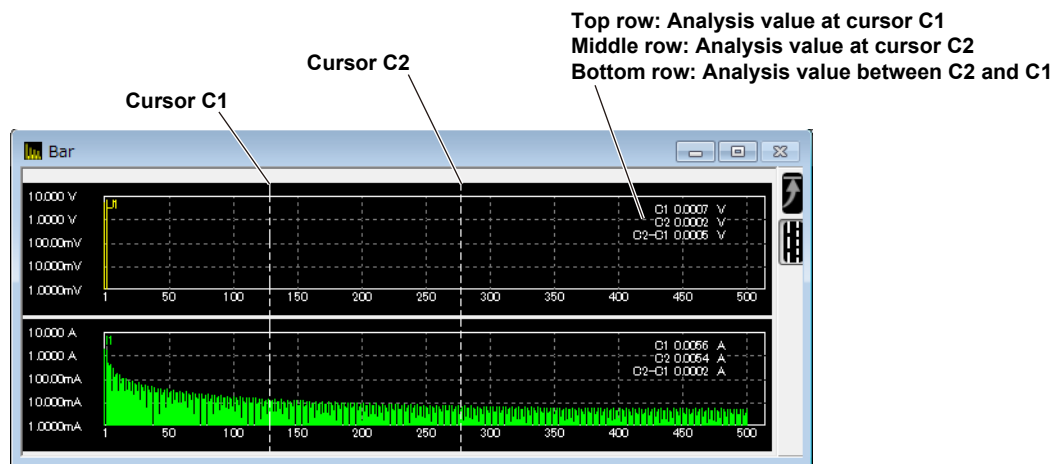 Top row: Analysis value at cursor C1
Middle row: Analysis value at cursor C2
Bottom row: Analysis value between C2 and C1
Cursor C2
Cursor C1
Bar
10.000 V
1.0000 V
100.00mV
10.000mV
1.0000mV
C1 0.0007 V
C2 0.0002 V
C2-C1 0.0005 V
1 50 100 150 200 250 300 350 400 450 500
10.000 A
1.0000 A
100.00mA
10.000mA
1.0000mA
C1 0.0056 A
C2 0.0054 A
C2-C1 0.0002 A
1 50 100 150 200 250 300 350 400 450 500